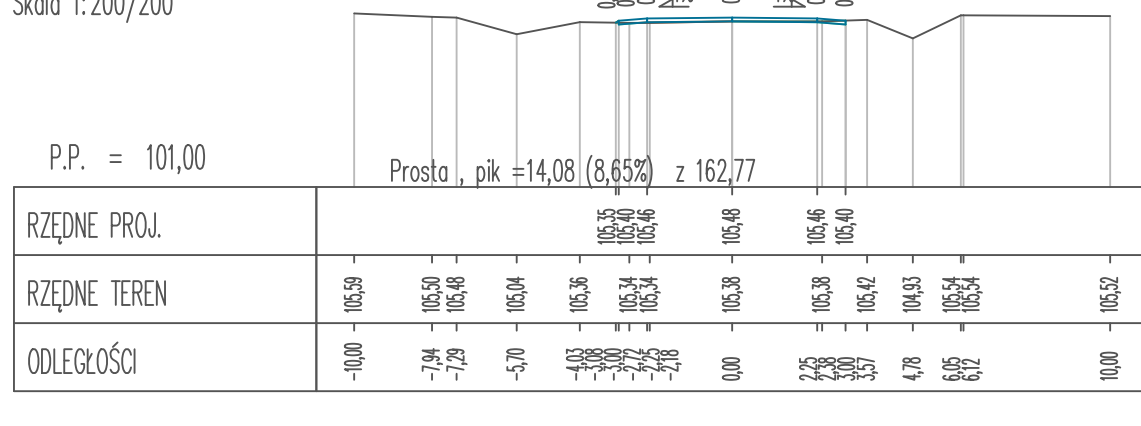 Skala 1:200/200
P.P. = 101,00
Prosta , pik =14,08 (8,65%) z 162,77
RZĘDNE PROJ. 105,35 105,40 105,46 105,48 105,46 105,40
RZĘDNE TEREN 105,59 105,50 105,48 105,04 105,36 105,34 105,34 105,38 105,38 105,42 104,93 105,54 105,54 105,52
ODLEGŁOŚCI -10,00 -7,94 -7,29 -5,70 -4,03 -3,08 -3,00 -2,72 -2,25 -2,18 0,00 2,25 2,38 3,00 3,57 4,78 6,05 6,12 10,00